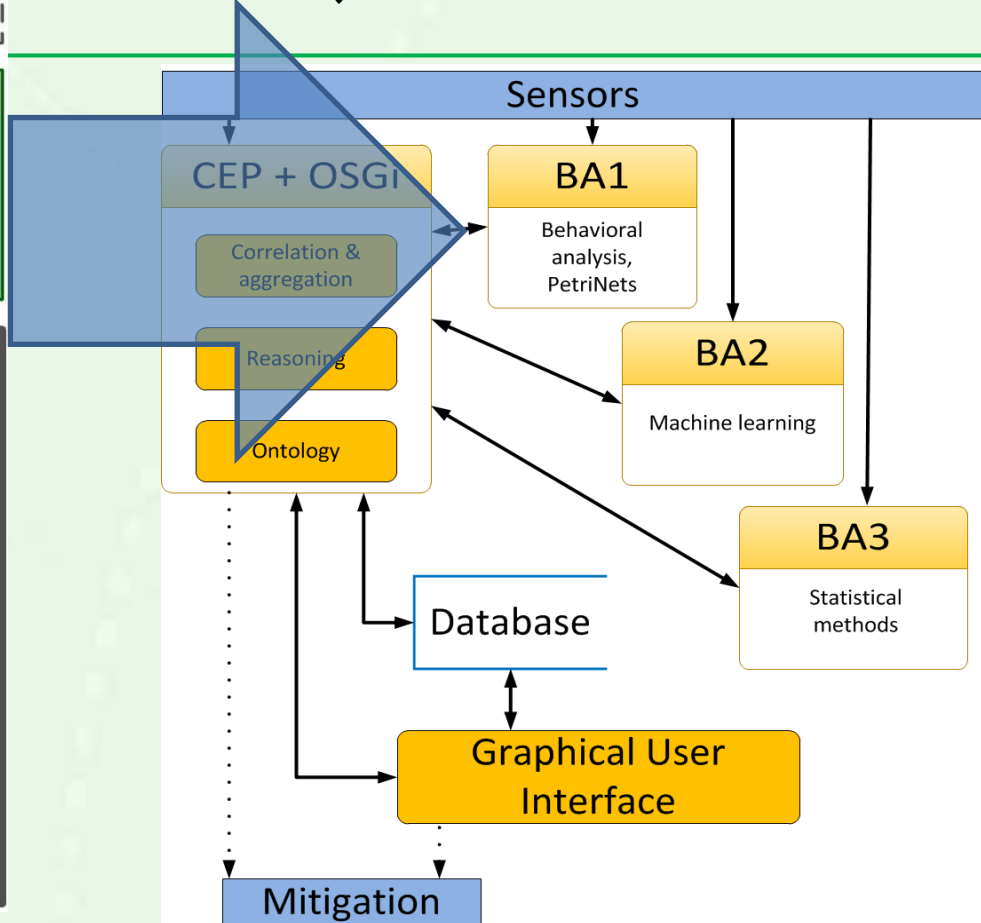 Sensors
CEP + OSGi
Correlation &
aggregation
Reasoning
Ontology
BA1
Behavioral
analysis,
PetriNets
BA2
Machine learning
BA3
Statistical
methods
Database
Graphical User
Interface
Mitigation